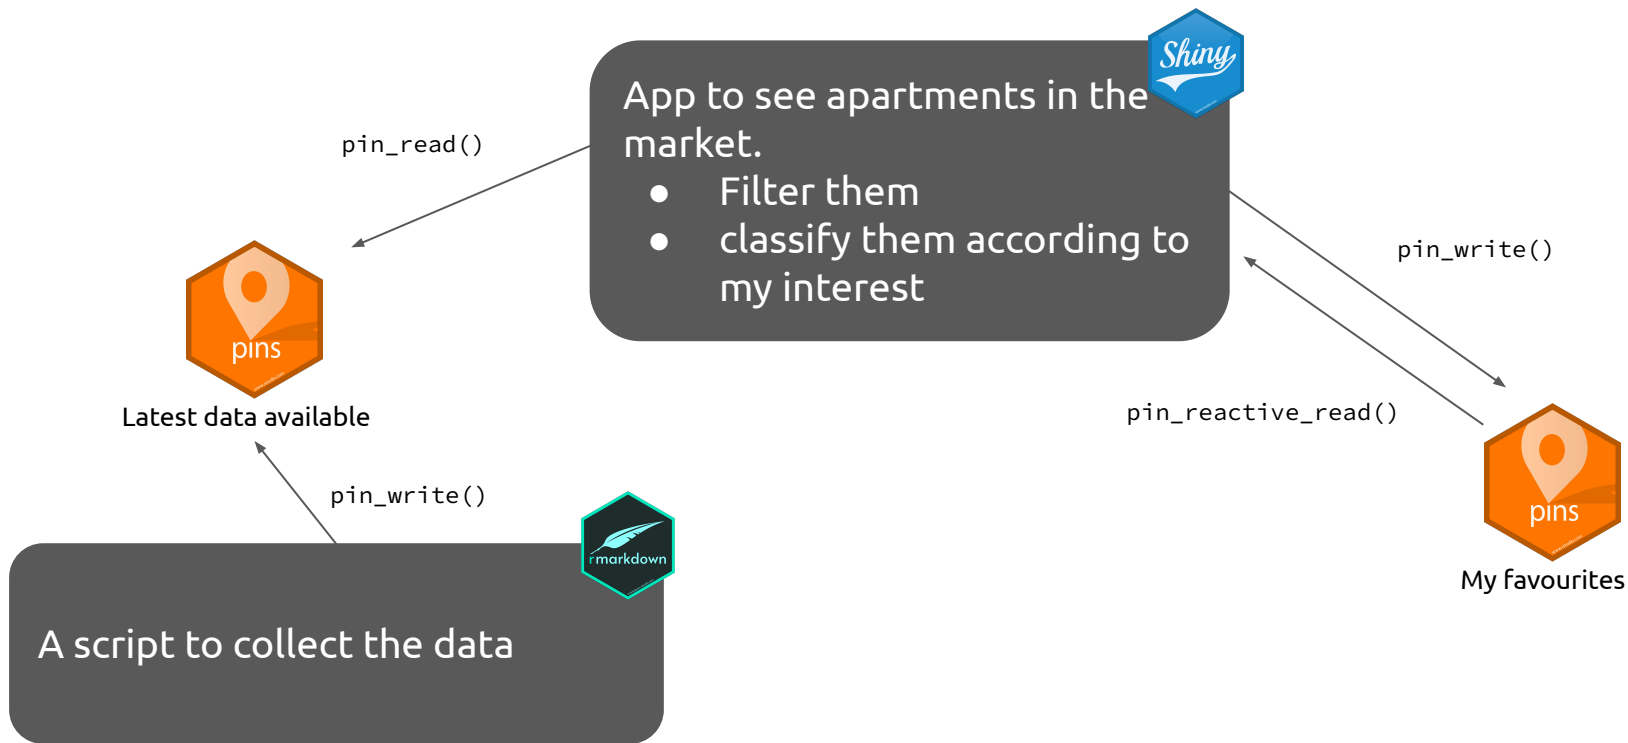 Shiny
App to see apartments in the
market.
● Filter them
● classify them according to
my interest
pin_read()
pin_write()
pins
Latest data available
pin_reactive_read()
pins
My favourites
pin_write()
rmarkdown
A script to collect the data